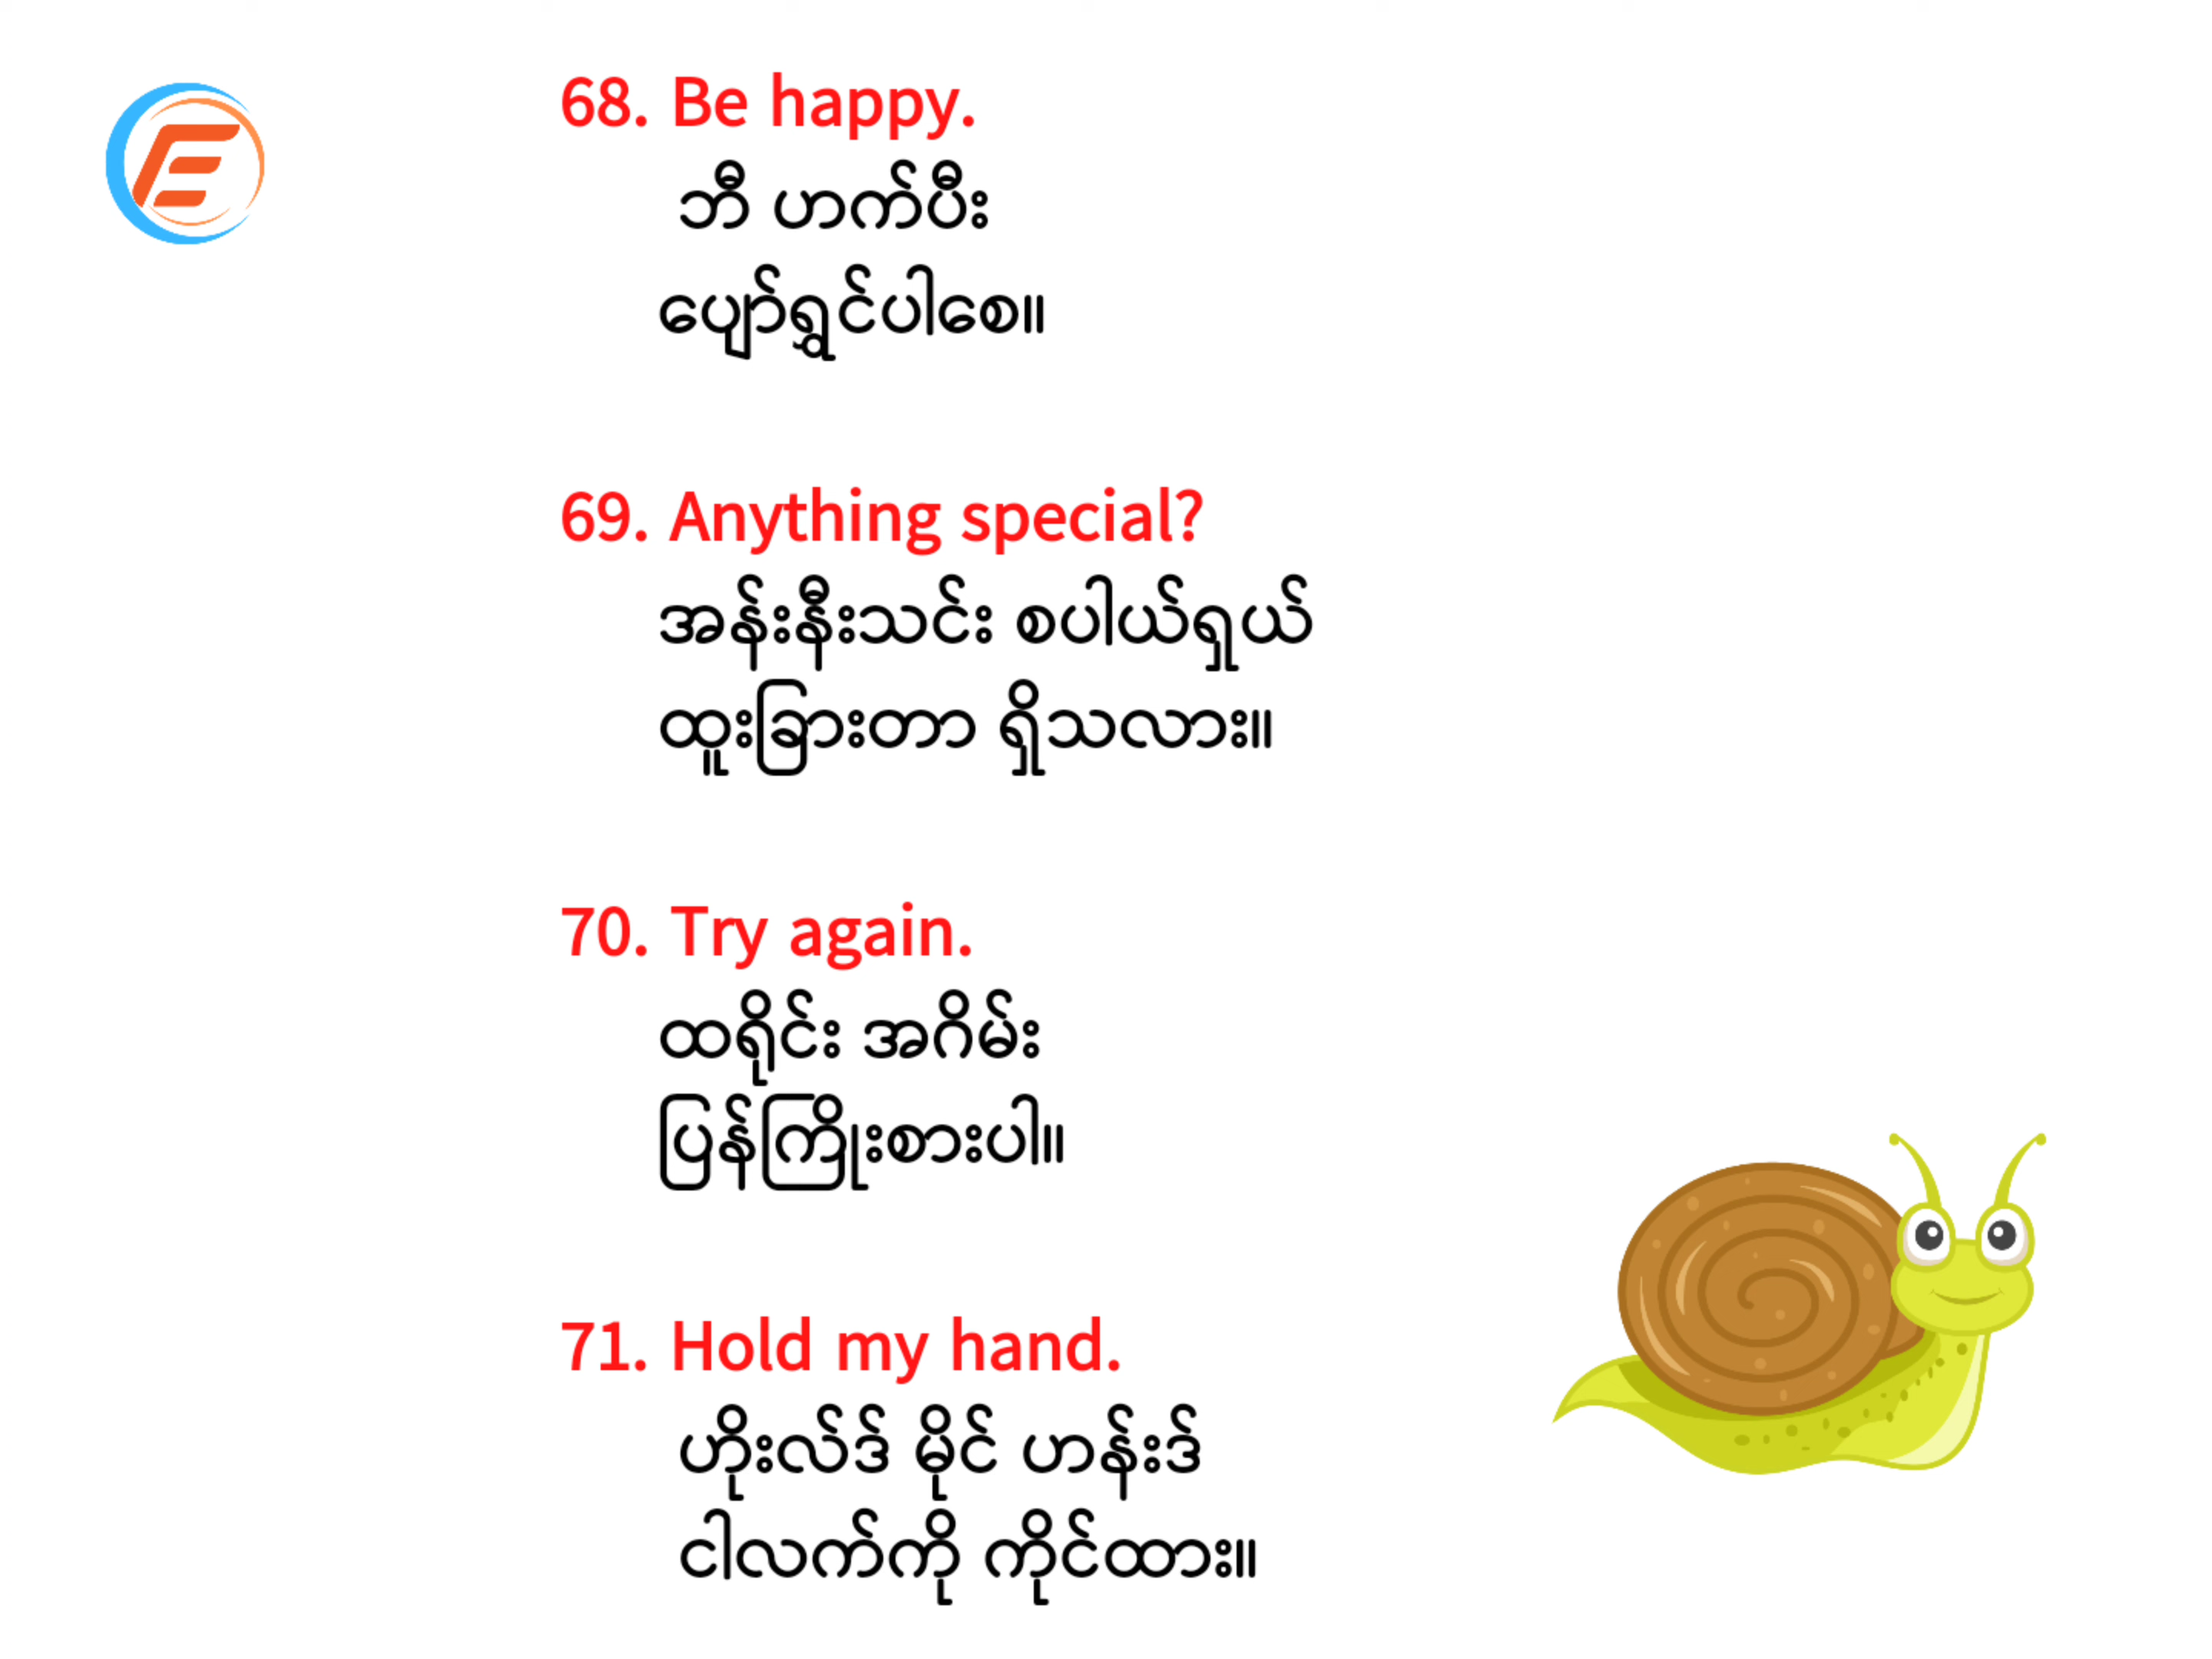 68. Be happy.
ဘီ ဟက်ပီး
ပျော်ရွှင်ပါစေ။
69. Anything special?
အန်းနီးသင်း စပါယ်ရှယ်
ထူးခြားတာ ရှိသလား။
70. Try again.
ထရိုင်း အဂိမ်း
ပြန်ကြိုးစားပါ။
71. Hold my hand.
ဟိုးလ်ဒ် မိုင် ဟန်းဒ်
ငါလက်ကို ကိုင်ထား။